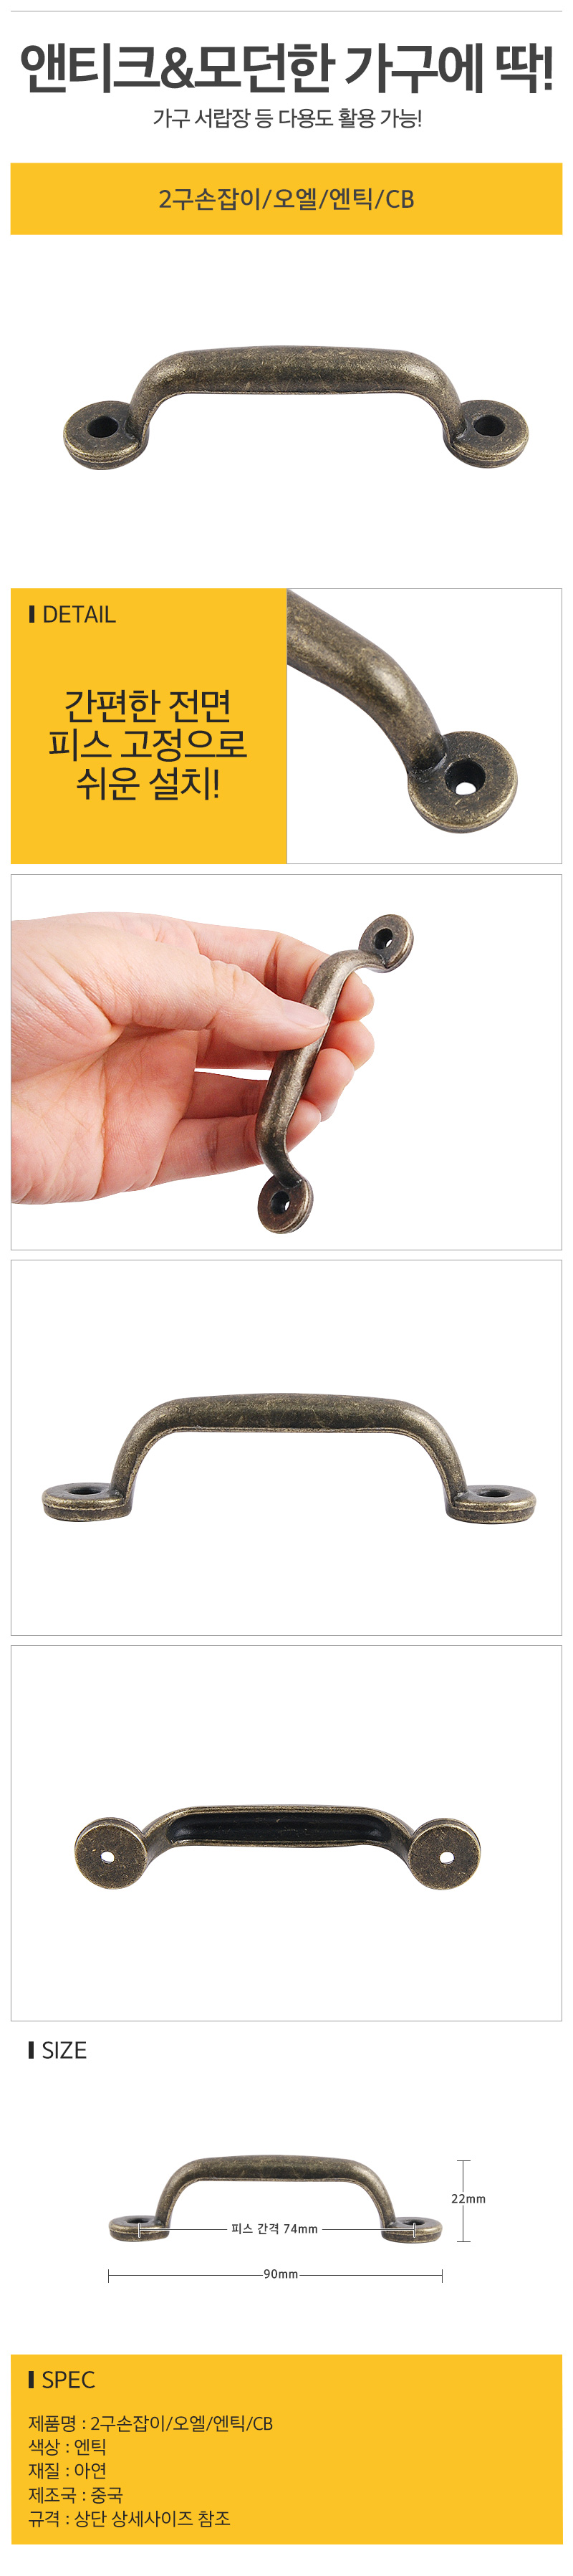 앤티크&모던한 가구에 딱!
가구 서랍장 등 다용도 활용 가능!
2구손잡이/오엘/엔틱/CB
DETAIL
간편한 전면
피스 고정으로
쉬운 설치!
SIZE
22mm
피스 간격 74mm
90mm
SPEC
제품명 : 2구손잡이/오엘/엔틱/CB
색상 : 엔틱
재질 : 아연
제조국 : 중국
규격 : 상단 상세사이즈 참조